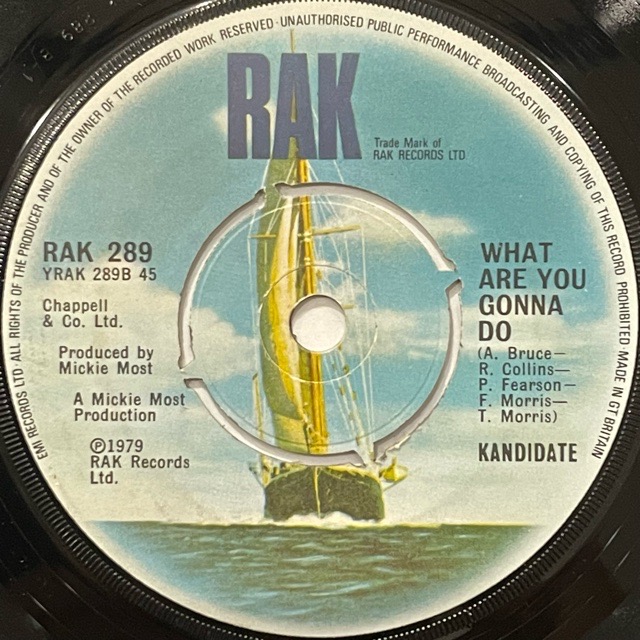 EMI RECORDS LTD· ALL RIGHTS OF THE PRODUCER AND OF THE OWNER OF THE RECORDED WORK RESERVED · UNAUTHORISED PUBLIC PERFORMANCE BROADCASTING AND COPYING OF THIS RECORD PROHIBITED·MADE IN GT BRITAIN
RAK
Trade Mark of
RAK RECORDS LTD
RAK 289
YRAK 289B 45
Chappell
& Co. Ltd.
Produced by
Mickie Most
A Mickie Most
Production
℗1979
RAK Records
Ltd.
WHAT
ARE YOU
GONNA
DO
(A. Bruce—
R. Collins—
P. Fearson—
F. Morris—
T. Morris)
KANDIDATE